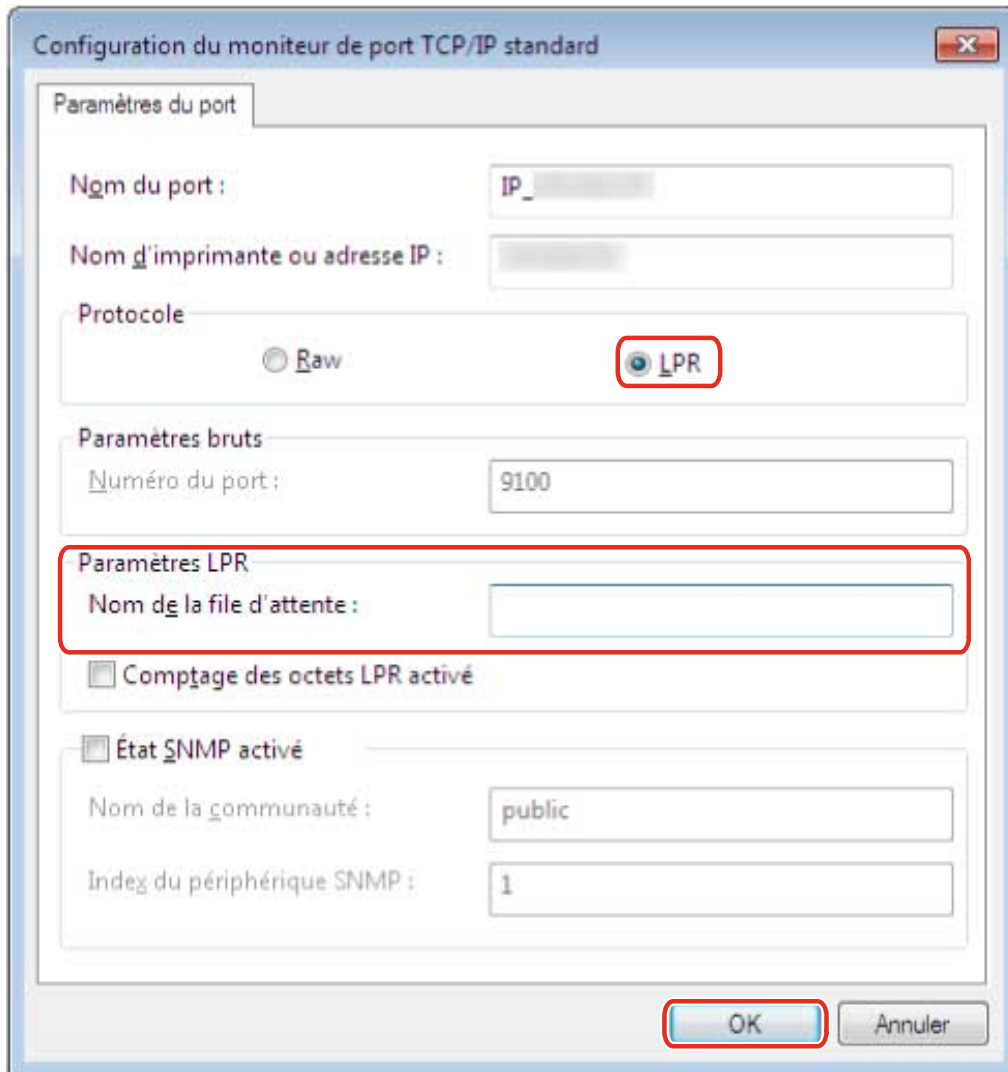 Configuration du moniteur de port TCP/IP standard
Paramètres du port
Nom du port : IP_
Nom d'imprimante ou adresse IP :
Protocole
Raw LPR
Paramètres bruts
Numéro du port : 9100
Paramètres LPR
Nom de la file d'attente :
Comptage des octets LPR activé
État SNMP activé
Nom de la communauté : public
Index du périphérique SNMP : 1
OK Annuler